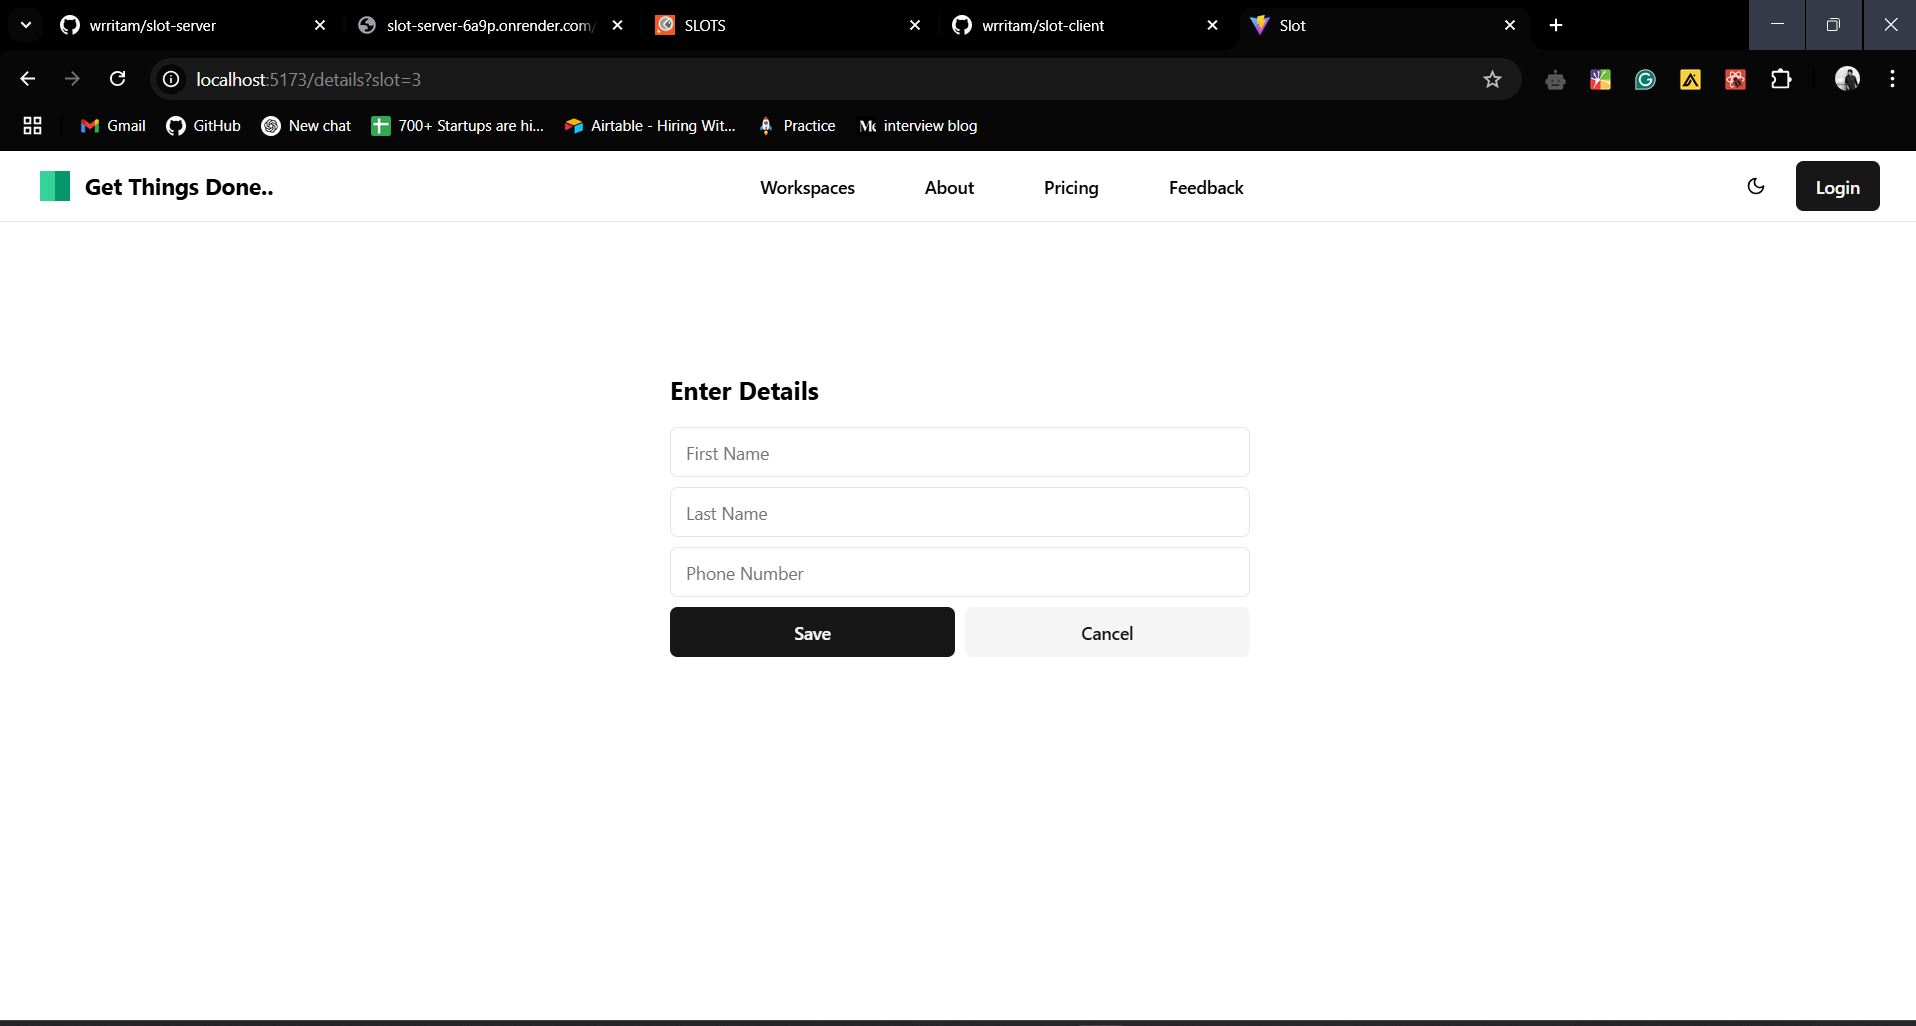 wrritam/slot-server
slot-server-6a9p.onrender.com/
SLOTS
wrritam/slot-client
Slot
localhost:5173/details?slot=3
Gmail
GitHub
New chat
700+ Startups are hi...
Airtable - Hiring Wit...
Practice
interview blog
Get Things Done..
Workspaces
About
Pricing
Feedback
Login
Enter Details
First Name
Last Name
Phone Number
Save
Cancel